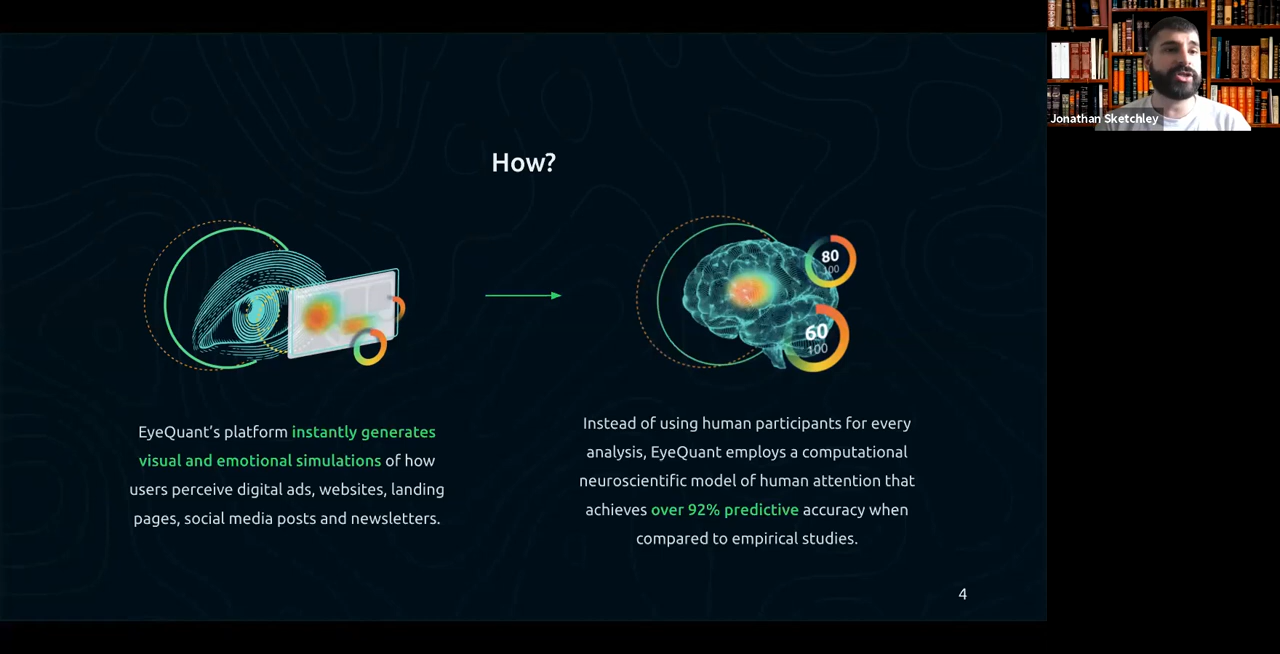 How?
80
100
60
100
EyeQuant's platform instantly generates
visual and emotional simulations of how
users perceive digital ads, websites, landing
pages, social media posts and newsletters.
Instead of using human participants for every
analysis, EyeQuant employs a computational
neuroscientific model of human attention that
achieves over 92% predictive accuracy when
compared to empirical studies.
4
Jonathan Sketchley